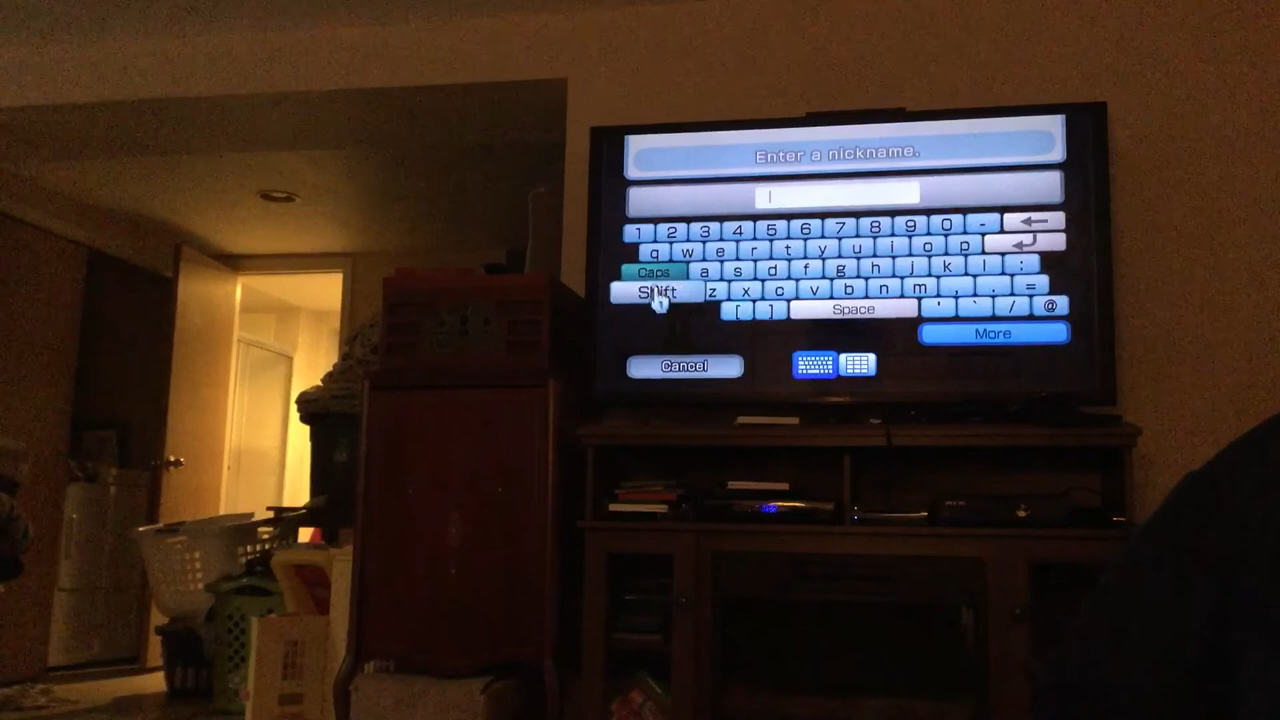 Enter a nickname.
1 2 3 4 5 6 7 8 9 0 - ←
q w e r t y u i o p ↵
Caps a s d f g h j k l :
Shift z x c v b n m , . =
[ ] Space ' ` / @
More
Cancel